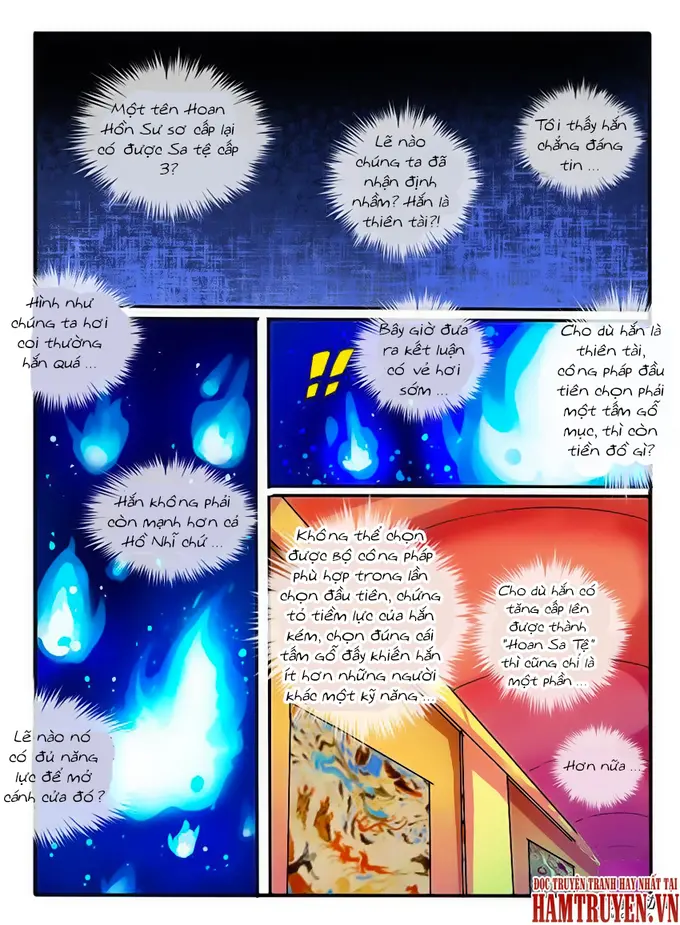 Một tên Hoan
Hồn Sư sơ cấp lại
có được Sa tệ cấp
3?
Lẽ nào
chúng ta đã
nhận định
nhầm? Hắn là
thiên tài?!
Tôi thấy hắn
chẳng đáng
tin ...
Hình như
chúng ta hơi
coi thường
hắn quá ...
Bây giờ đưa
ra kết luận
có vẻ hơi
sớm ...
!!
Cho dù hắn là
thiên tài,
công pháp đầu
tiên chọn phải
một tấm gỗ
mục, thì còn
tiền đồ gì?
Hắn không phải
còn mạnh hơn cả
Hồ Nhĩ chứ ...
Lẽ nào nó
có đủ năng
lực để mở
cánh cửa đó?
Không thể chọn
được bộ công pháp
phù hợp trong lần
chọn đầu tiên, chứng
tỏ tiềm lực của hắn
kém, chọn đúng cái
tấm gỗ đấy khiến hắn
ít hơn những người
khác một kỹ năng ...
Cho dù hắn có
tăng cấp lên
được thành
"Hoan Sa Tệ"
thì cũng chỉ là
một phần ...
Hơn nữa ...
ĐỌC TRUYỆN TRANH HAY NHẤT TẠI
HAMTRUYEN.VN